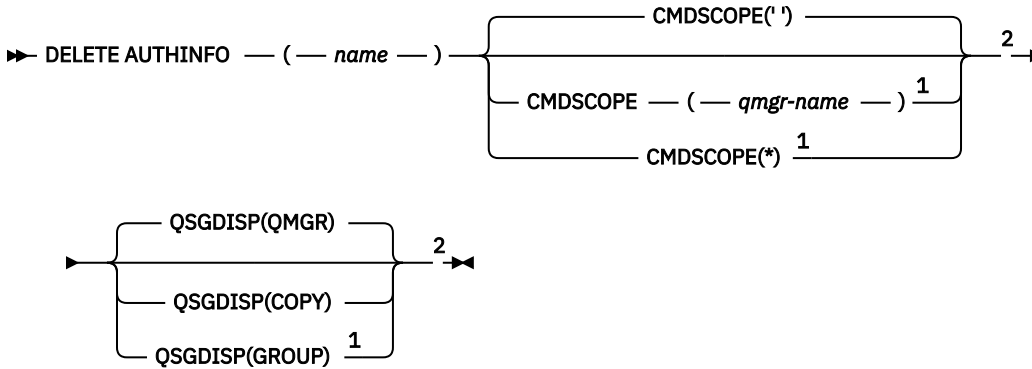 CMDSCOPE(' ')
DELETE AUTHINFO ( name ) 2
CMDSCOPE ( qmgr-name ) 1
CMDSCOPE(*) 1
QSGDISP(QMGR)
2
QSGDISP(COPY)
QSGDISP(GROUP) 1